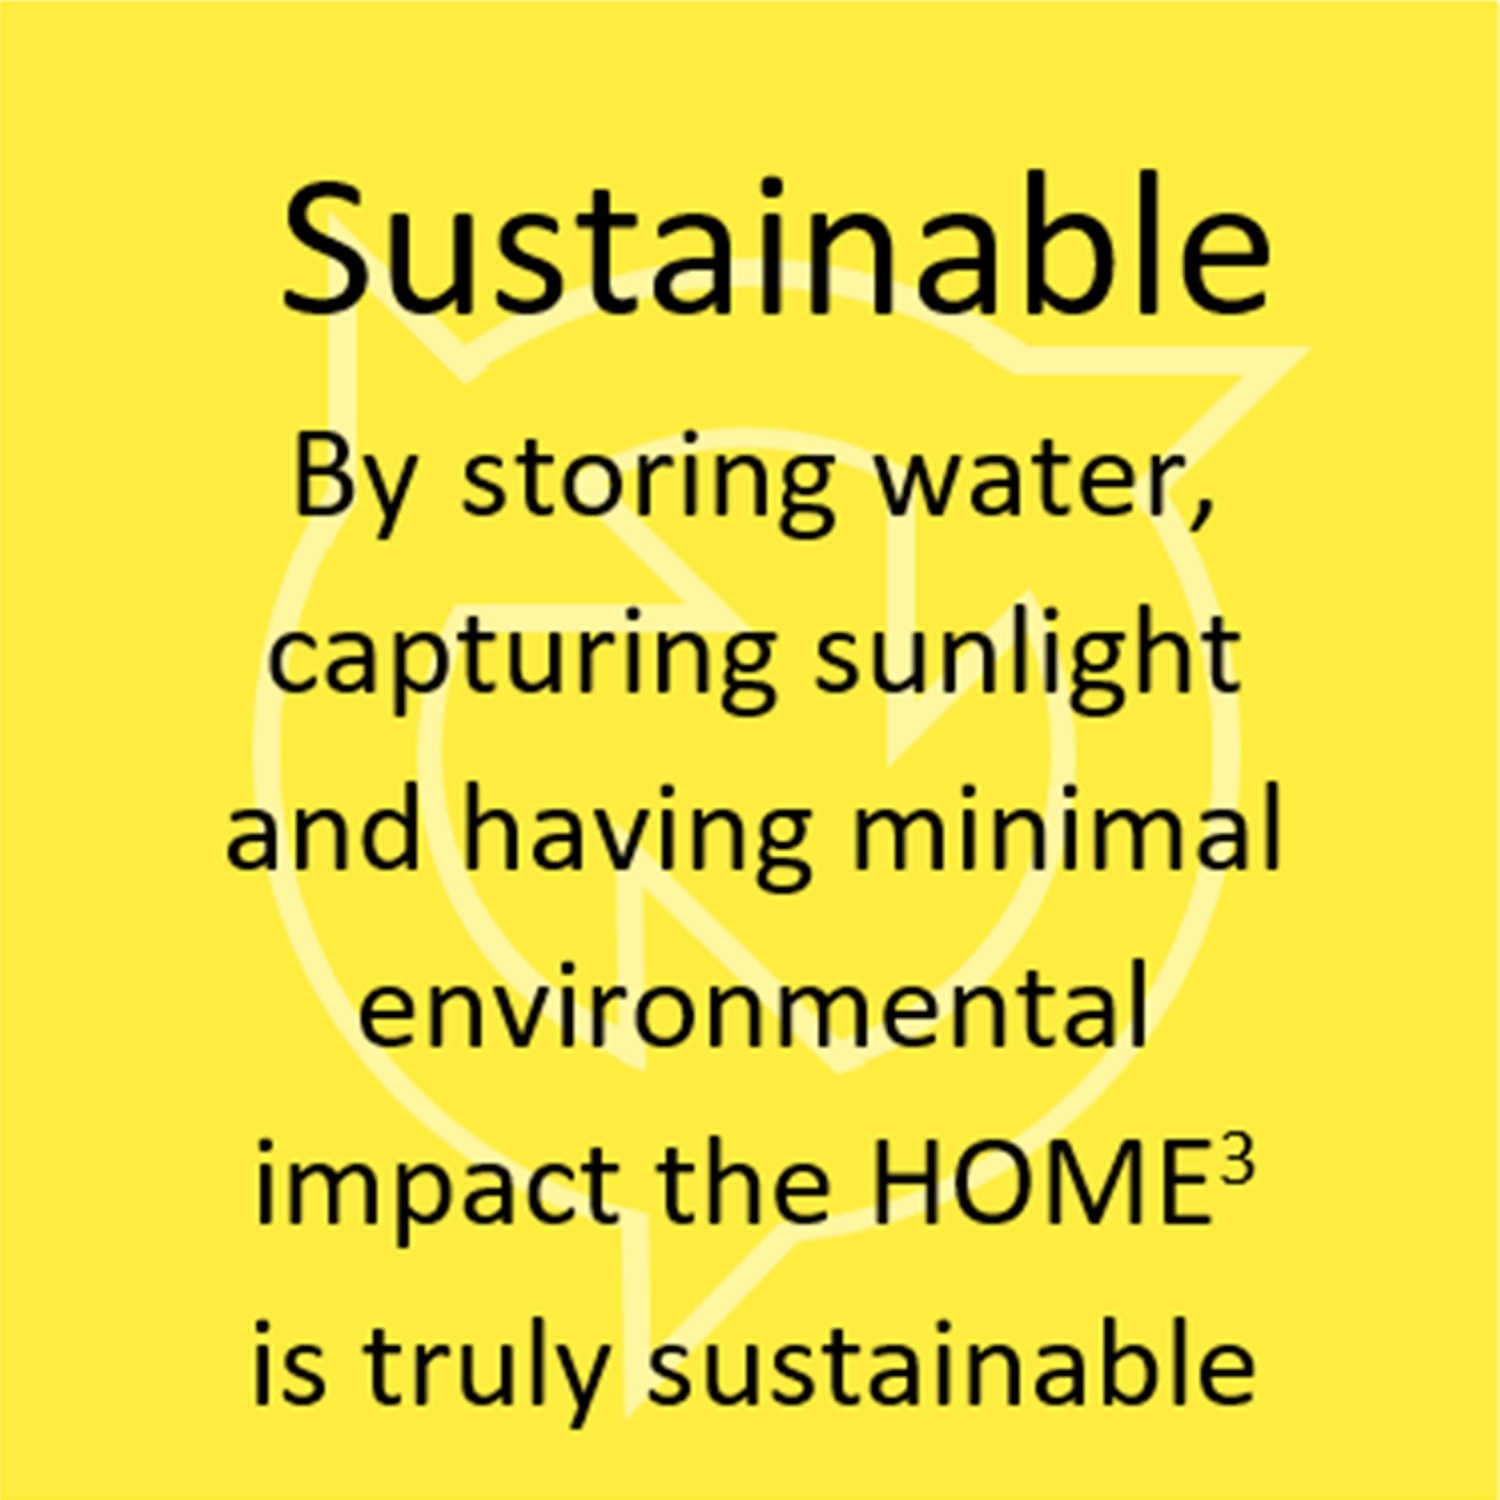 Sustainable
By storing water,
capturing sunlight
and having minimal
environmental
impact the HOME³
is truly sustainable